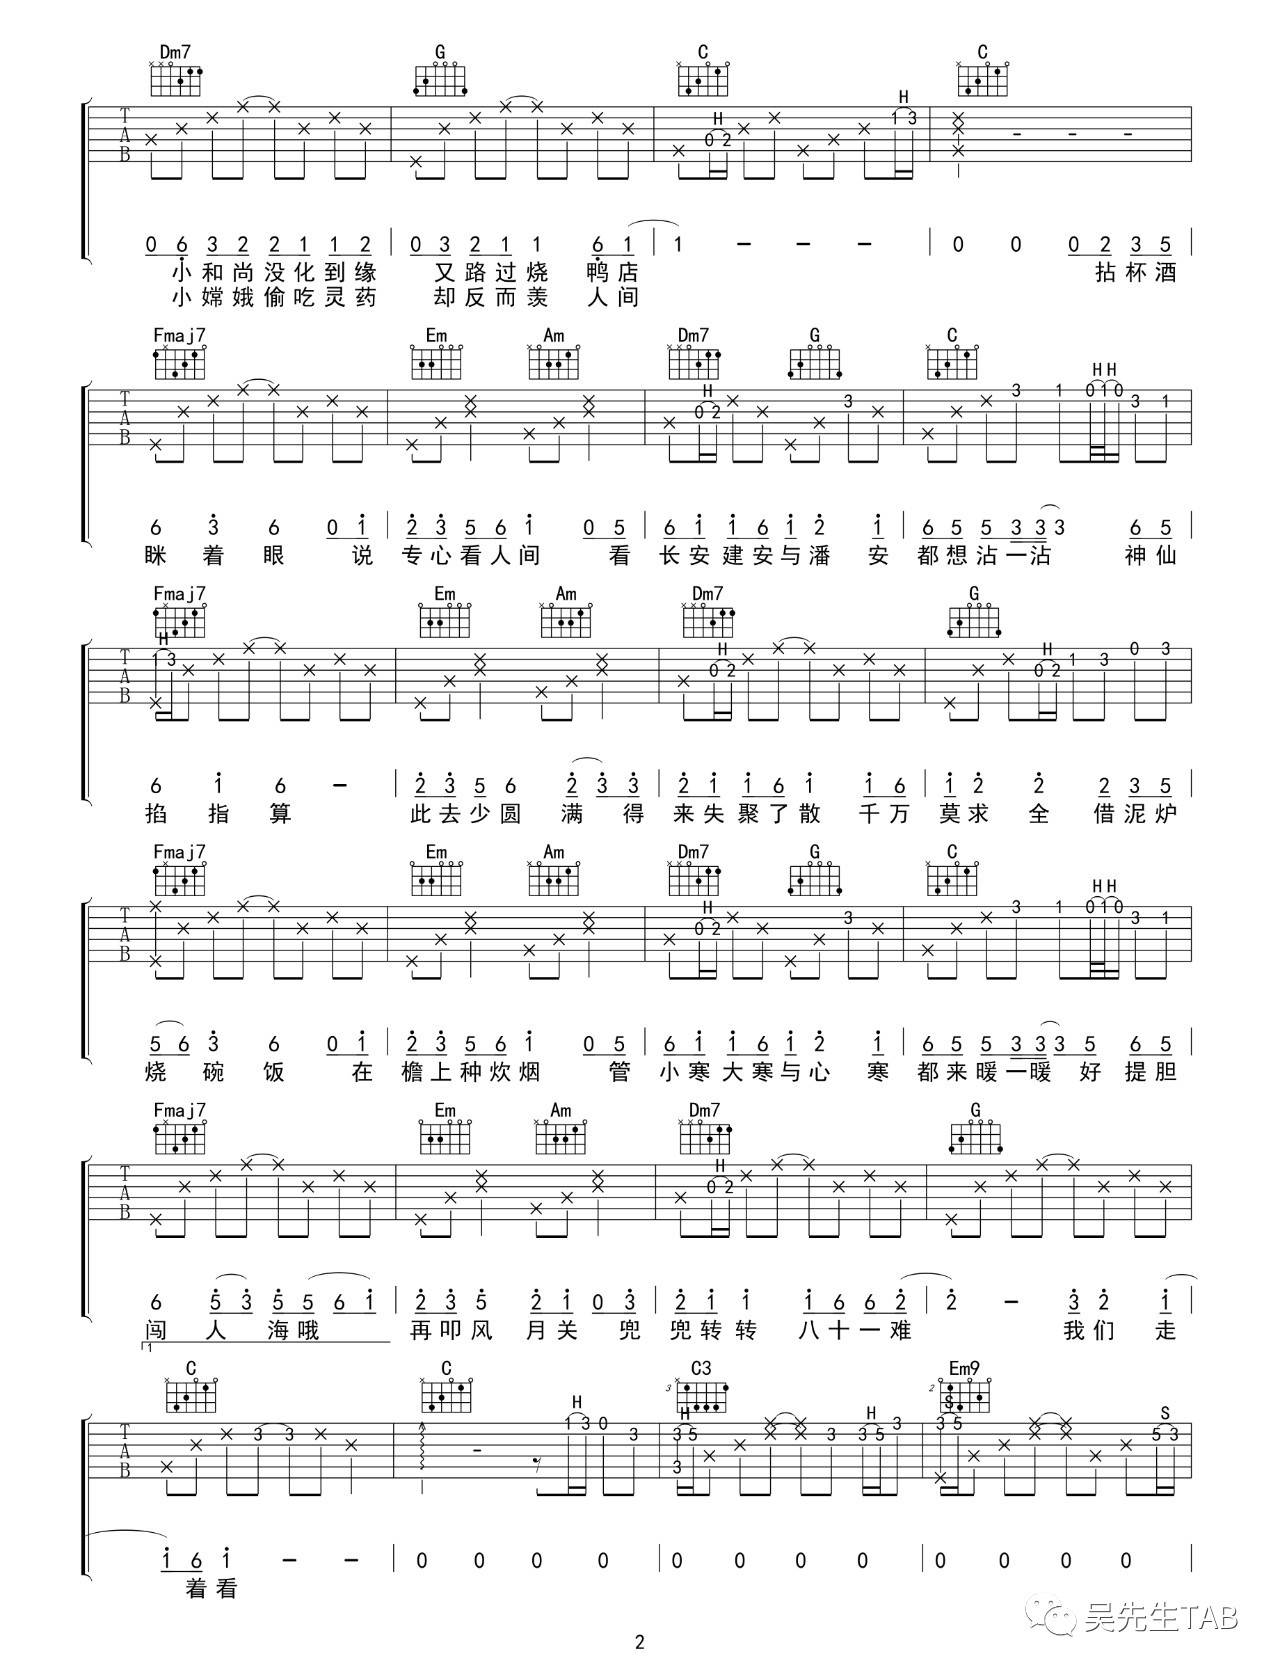 Dm7 G C C
H H
T A B 0 2 1 3 - - -
0 6 3 2 2 1 1 2 0 3 2 1 1 6 1 1 - - - 0 0 0 2 3 5
小和尚没化到缘 又路过烧 鸭店 拈杯酒
小嫦娥偷吃灵药 却反而羡 人间
Fmaj7 Em Am Dm7 G C
H H H
T A B 0 2 3 3 1 0 1 0 3 1
6 3 6 0 1 2 3 5 6 1 0 5 6 1 1 6 1 2 1 6 5 5 3 3 3 6 5
眯 着 眼 说 专心看人间 看 长安建安与潘 安 都想沾一沾 神仙
Fmaj7 Em Am Dm7 G
H H H
T A B 1 3 0 2 0 2 1 3 0 3
6 1 6 - 2 3 5 6 2 3 3 2 1 1 6 1 1 6 1 2 2 2 3 5
掐 指 算 此去少圆 满 得 来失聚了散 千万 莫求 全 借泥炉
Fmaj7 Em Am Dm7 G C
H H H
T A B 0 2 3 3 1 0 1 0 3 1
5 6 3 6 0 1 2 3 5 6 1 0 5 6 1 1 6 1 2 1 6 5 5 3 3 3 5 6 5
烧 碗 饭 在 檐上种炊烟 管 小寒大寒与心 寒 都来暖一暖 好 提胆
Fmaj7 Em Am Dm7 G
H
T A B 0 2
6 5 3 5 5 6 1 2 3 5 2 1 0 3 2 1 1 1 6 6 2 2 - 3 2 1
闯 人 海哦 再叩风 月关 兜 兜转转 八十一难 我们 走
1
C C C3 Em9
3 2
H H H S S
T A B 3 3 - 1 3 0 3 3 5 3 3 3 5 3 3 5 5 3
1 6 1 - - 0 0 0 0 0 0 0 0 0 0 0 0
着看
吴先生TAB
2